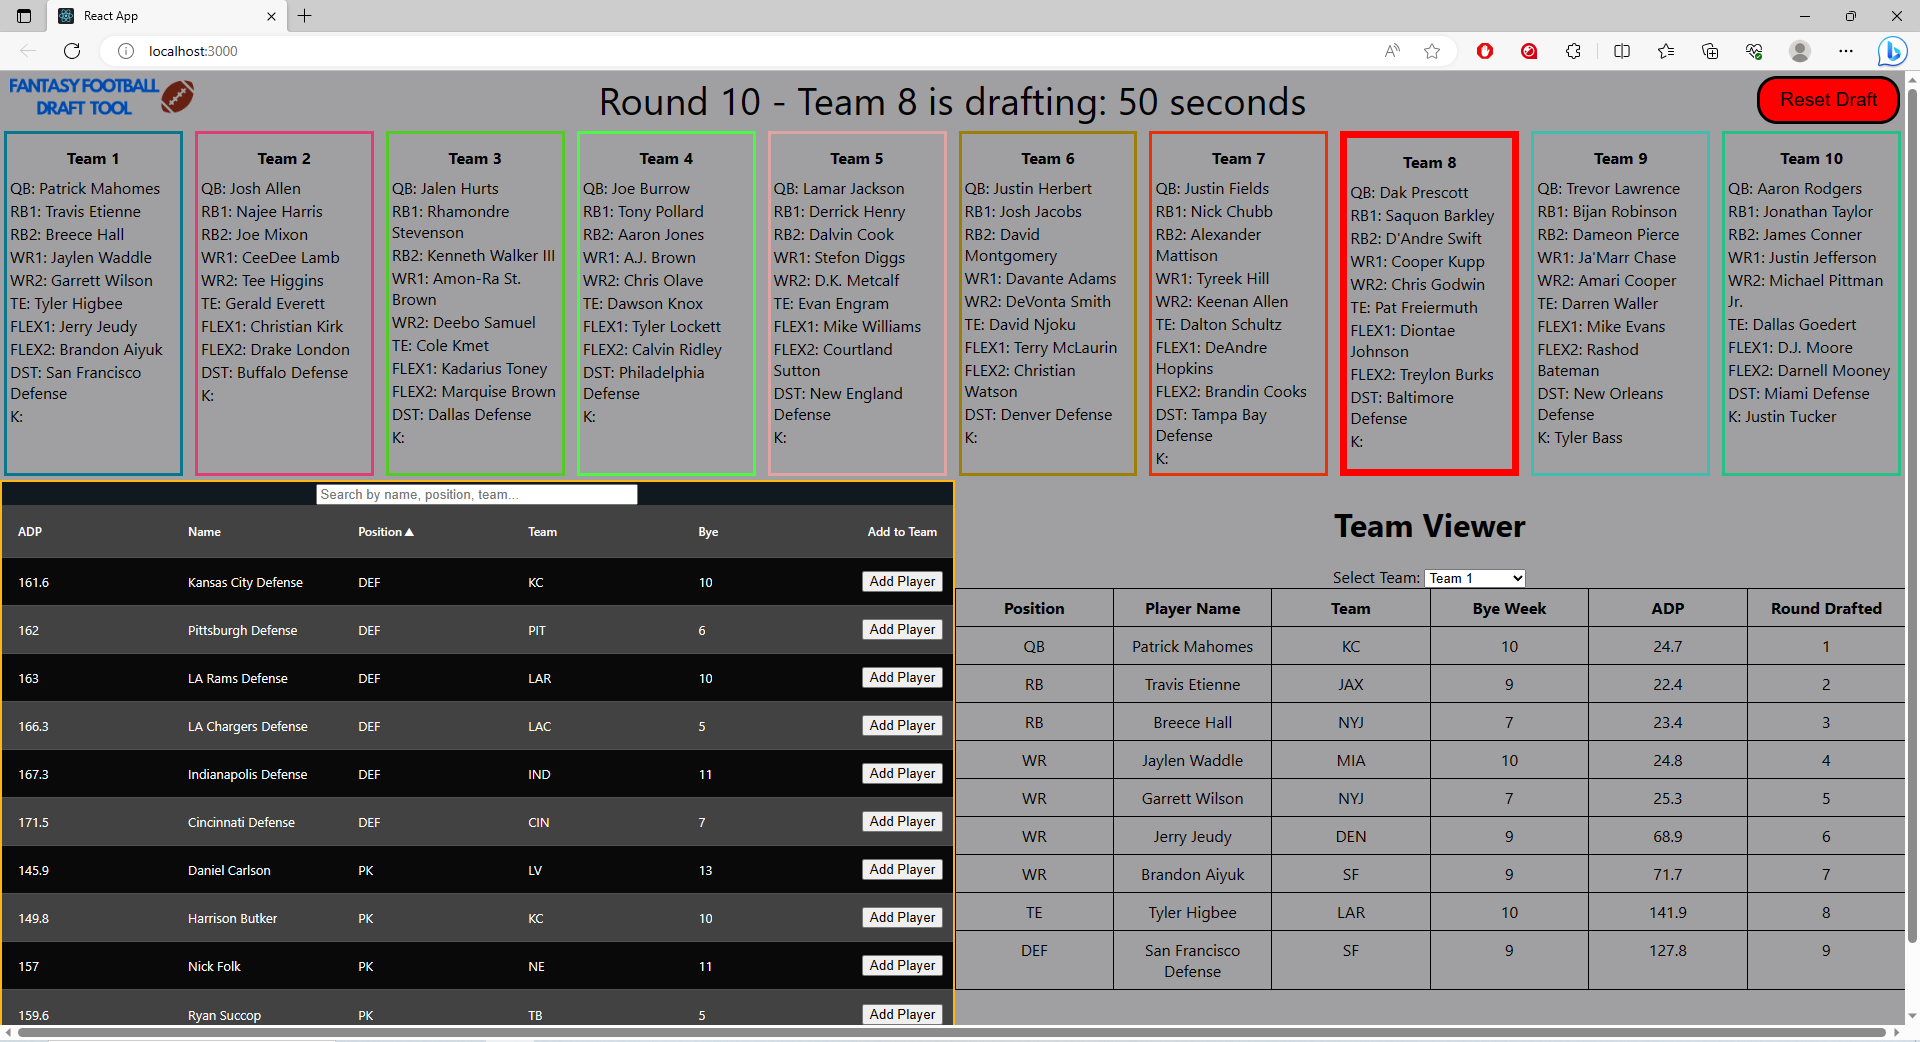 React App
localhost:3000
FANTASY FOOTBALL
DRAFT TOOL
Round 10 - Team 8 is drafting: 50 seconds
Reset Draft
Team 1
QB: Patrick Mahomes
RB1: Travis Etienne
RB2: Breece Hall
WR1: Jaylen Waddle
WR2: Garrett Wilson
TE: Tyler Higbee
FLEX1: Jerry Jeudy
FLEX2: Brandon Aiyuk
DST: San Francisco
Defense
K:
Team 2
QB: Josh Allen
RB1: Najee Harris
RB2: Joe Mixon
WR1: CeeDee Lamb
WR2: Tee Higgins
TE: Gerald Everett
FLEX1: Christian Kirk
FLEX2: Drake London
DST: Buffalo Defense
K:
Team 3
QB: Jalen Hurts
RB1: Rhamondre
Stevenson
RB2: Kenneth Walker III
WR1: Amon-Ra St.
Brown
WR2: Deebo Samuel
TE: Cole Kmet
FLEX1: Kadarius Toney
FLEX2: Marquise Brown
DST: Dallas Defense
K:
Team 4
QB: Joe Burrow
RB1: Tony Pollard
RB2: Aaron Jones
WR1: A.J. Brown
WR2: Chris Olave
TE: Dawson Knox
FLEX1: Tyler Lockett
FLEX2: Calvin Ridley
DST: Philadelphia
Defense
K:
Team 5
QB: Lamar Jackson
RB1: Derrick Henry
RB2: Dalvin Cook
WR1: Stefon Diggs
WR2: D.K. Metcalf
TE: Evan Engram
FLEX1: Mike Williams
FLEX2: Courtland
Sutton
DST: New England
Defense
K:
Team 6
QB: Justin Herbert
RB1: Josh Jacobs
RB2: David
Montgomery
WR1: Davante Adams
WR2: DeVonta Smith
TE: David Njoku
FLEX1: Terry McLaurin
FLEX2: Christian
Watson
DST: Denver Defense
K:
Team 7
QB: Justin Fields
RB1: Nick Chubb
RB2: Alexander
Mattison
WR1: Tyreek Hill
WR2: Keenan Allen
TE: Dalton Schultz
FLEX1: DeAndre
Hopkins
FLEX2: Brandin Cooks
DST: Tampa Bay
Defense
K:
Team 8
QB: Dak Prescott
RB1: Saquon Barkley
RB2: D'Andre Swift
WR1: Cooper Kupp
WR2: Chris Godwin
TE: Pat Freiermuth
FLEX1: Diontae
Johnson
FLEX2: Treylon Burks
DST: Baltimore
Defense
K:
Team 9
QB: Trevor Lawrence
RB1: Bijan Robinson
RB2: Dameon Pierce
WR1: Ja'Marr Chase
WR2: Amari Cooper
TE: Darren Waller
FLEX1: Mike Evans
FLEX2: Rashod
Bateman
DST: New Orleans
Defense
K: Tyler Bass
Team 10
QB: Aaron Rodgers
RB1: Jonathan Taylor
RB2: James Conner
WR1: Justin Jefferson
WR2: Michael Pittman
Jr.
TE: Dallas Goedert
FLEX1: D.J. Moore
FLEX2: Darnell Mooney
DST: Miami Defense
K: Justin Tucker
Search by name, position, team...
ADP Name Position▲ Team Bye Add to Team
161.6 Kansas City Defense DEF KC 10 Add Player
162 Pittsburgh Defense DEF PIT 6 Add Player
163 LA Rams Defense DEF LAR 10 Add Player
166.3 LA Chargers Defense DEF LAC 5 Add Player
167.3 Indianapolis Defense DEF IND 11 Add Player
171.5 Cincinnati Defense DEF CIN 7 Add Player
145.9 Daniel Carlson PK LV 13 Add Player
149.8 Harrison Butker PK KC 10 Add Player
157 Nick Folk PK NE 11 Add Player
159.6 Ryan Succop PK TB 5 Add Player
Team Viewer
Select Team: Team 1
Position Player Name Team Bye Week ADP Round Drafted
QB Patrick Mahomes KC 10 24.7 1
RB Travis Etienne JAX 9 22.4 2
RB Breece Hall NYJ 7 23.4 3
WR Jaylen Waddle MIA 10 24.8 4
WR Garrett Wilson NYJ 7 25.3 5
WR Jerry Jeudy DEN 9 68.9 6
WR Brandon Aiyuk SF 9 71.7 7
TE Tyler Higbee LAR 10 141.9 8
DEF San Francisco SF 9 127.8 9
Defense